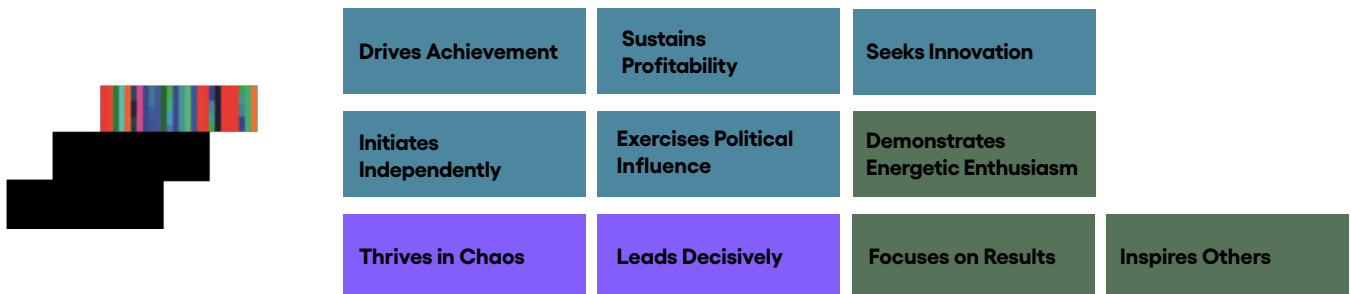 Drives Achievement
Sustains
Profitability
Seeks Innovation
Initiates
Independently
Exercises Political
Influence
Demonstrates
Energetic Enthusiasm
Thrives in Chaos
Leads Decisively
Focuses on Results
Inspires Others